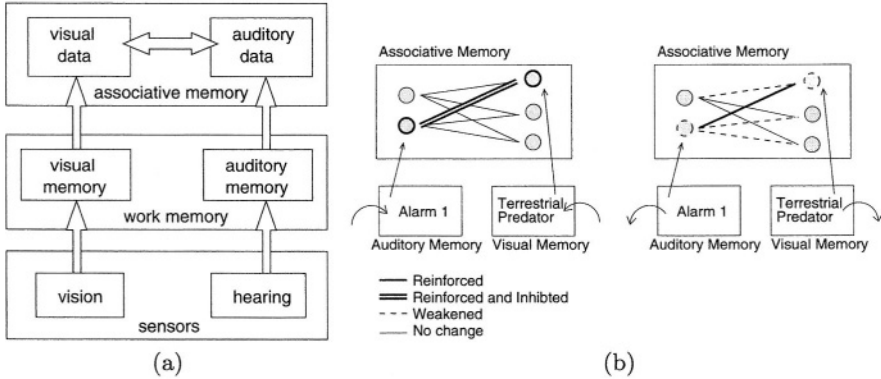 visual
data
auditory
data
associative memory
visual
memory
auditory
memory
work memory
vision
hearing
sensors
(a)
Associative Memory
Alarm 1
Terrestrial
Predator
Auditory Memory
Visual Memory
Associative Memory
Alarm 1
Terrestrial
Predator
Auditory Memory
Visual Memory
Reinforced
Reinforced and Inhibted
Weakened
No change
(b)